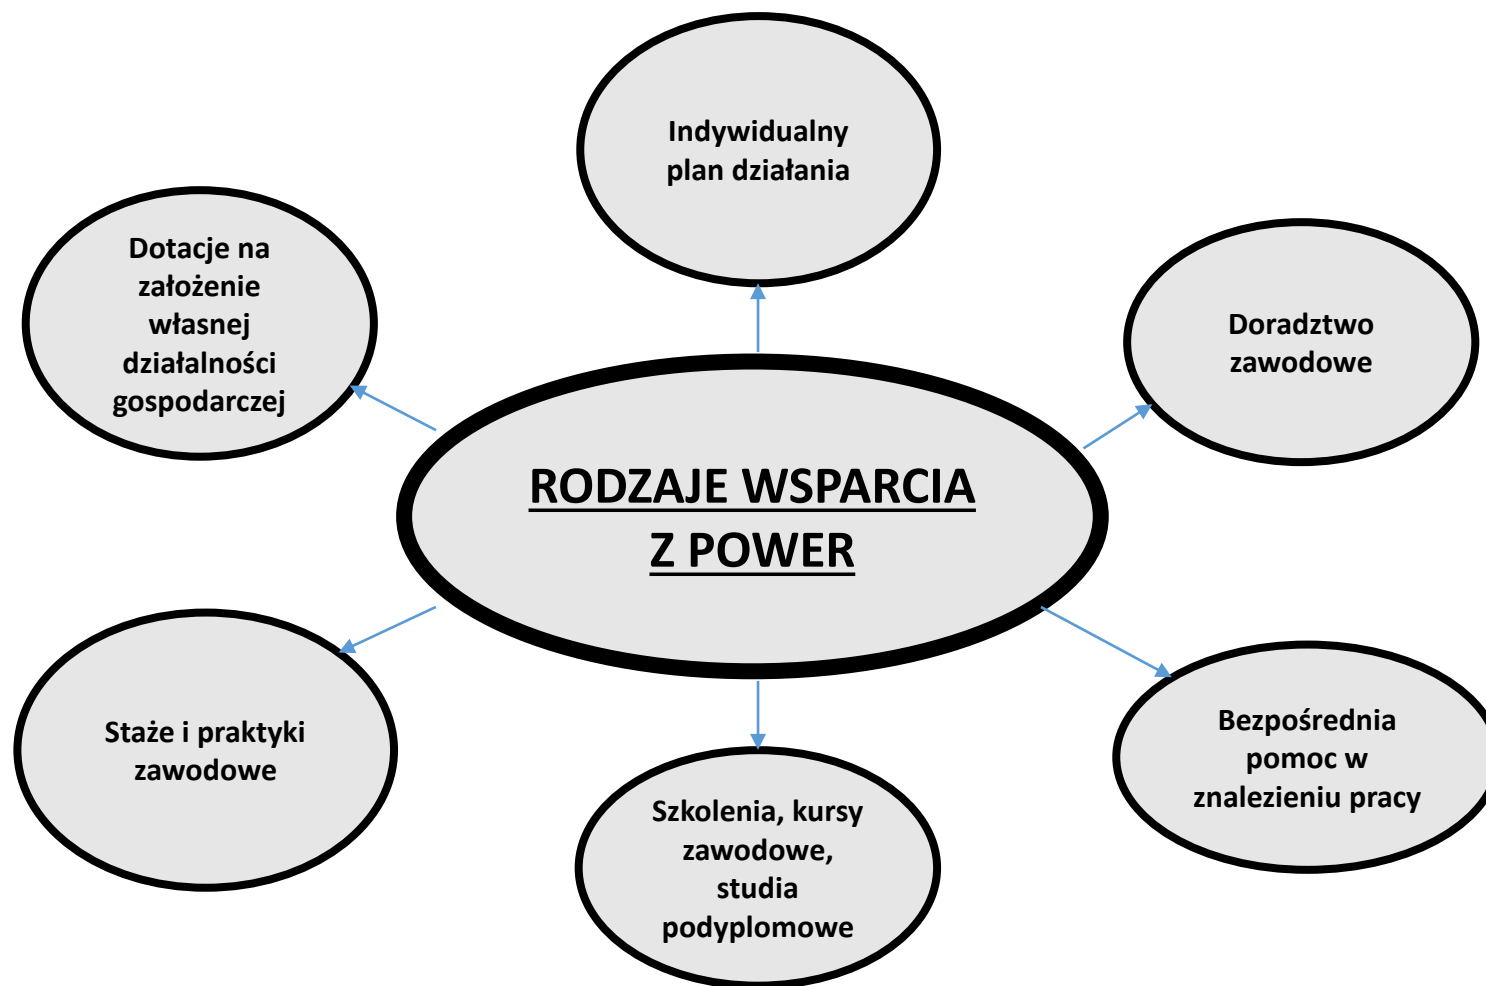 Indywidualny
plan działania
Dotacje na
założenie
własnej
działalności
gospodarczej
Doradztwo
zawodowe
RODZAJE WSPARCIA
Z POWER
Staże i praktyki
zawodowe
Bezpośrednia
pomoc w
znalezieniu pracy
Szkolenia, kursy
zawodowe,
studia
podyplomowe